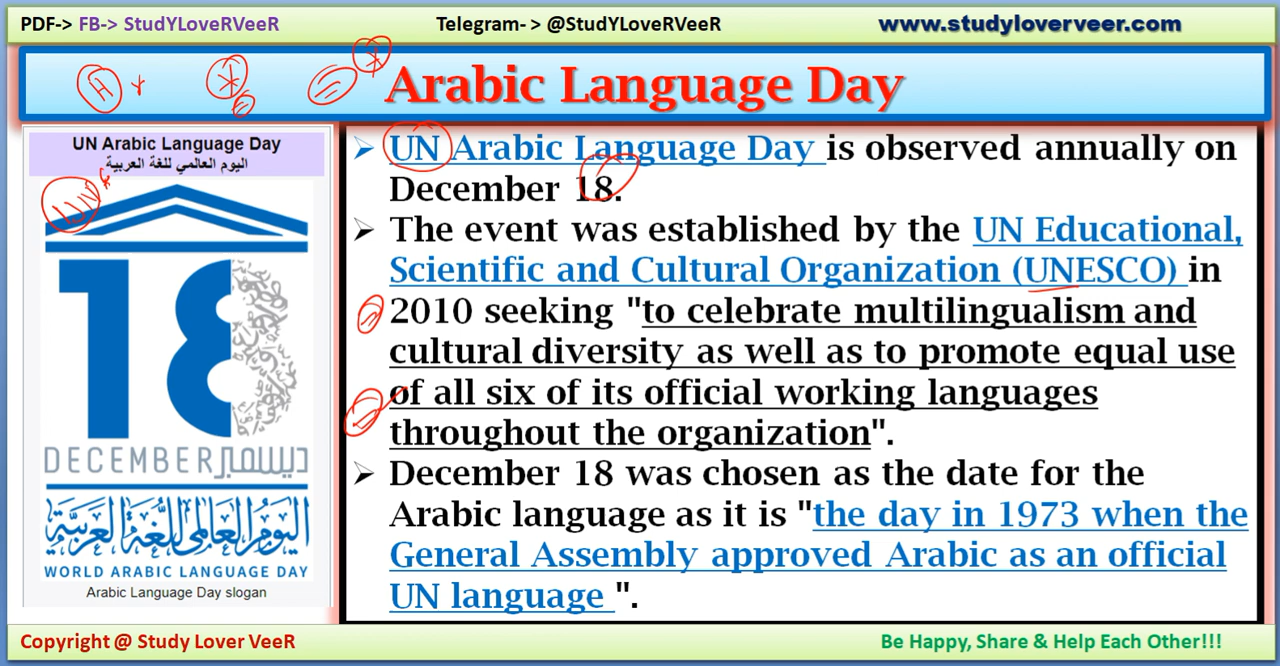 PDF-> FB-> StudYLoveRVeeR
Telegram- > @StudYLoveRVeeR
www.studyloverveer.com
Arabic Language Day
UN Arabic Language Day
اليوم العالمي للغة العربية
18
DECEMBER ديسمبر
اليوم العالمي للغة العربية
WORLD ARABIC LANGUAGE DAY
Arabic Language Day slogan
UN Arabic Language Day is observed annually on
December 18.
The event was established by the UN Educational,
Scientific and Cultural Organization (UNESCO) in
2010 seeking "to celebrate multilingualism and
cultural diversity as well as to promote equal use
of all six of its official working languages
throughout the organization".
December 18 was chosen as the date for the
Arabic language as it is "the day in 1973 when the
General Assembly approved Arabic as an official
UN language ".
Copyright @ Study Lover VeeR
Be Happy, Share & Help Each Other!!!